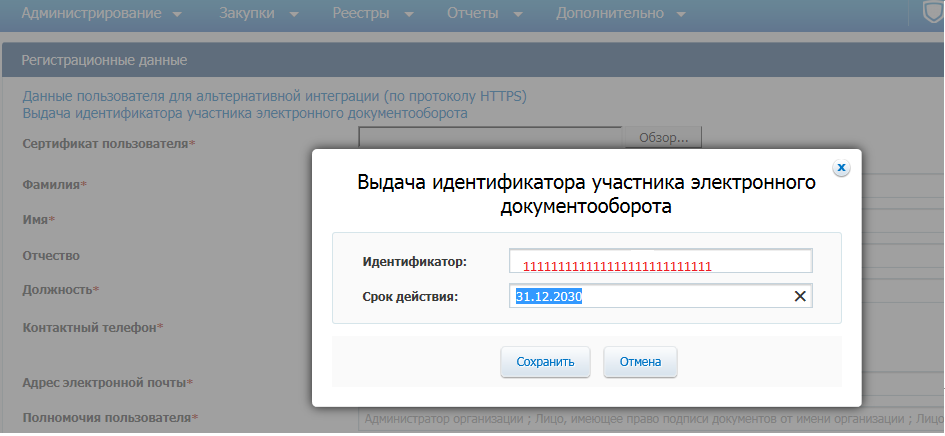 Администрирование Закупки Реестры Отчеты Дополнительно
Регистрационные данные
Данные пользователя для альтернативной интеграции (по протоколу HTTPS)
Выдача идентификатора участника электронного документооборота
Сертификат пользователя*
Обзор...
Выдача идентификатора участника электронного
документооборота
Фамилия*
Имя*
Отчество
Должность*
Контактный телефон*
Адрес электронной почты*
Идентификатор:
1111111111111111111111111111
Срок действия: 31.12.2030
Сохранить Отмена
Полномочия пользователя* Администратор организации ; Лицо, имеющее право подписи документов от имени организации ; Лицо